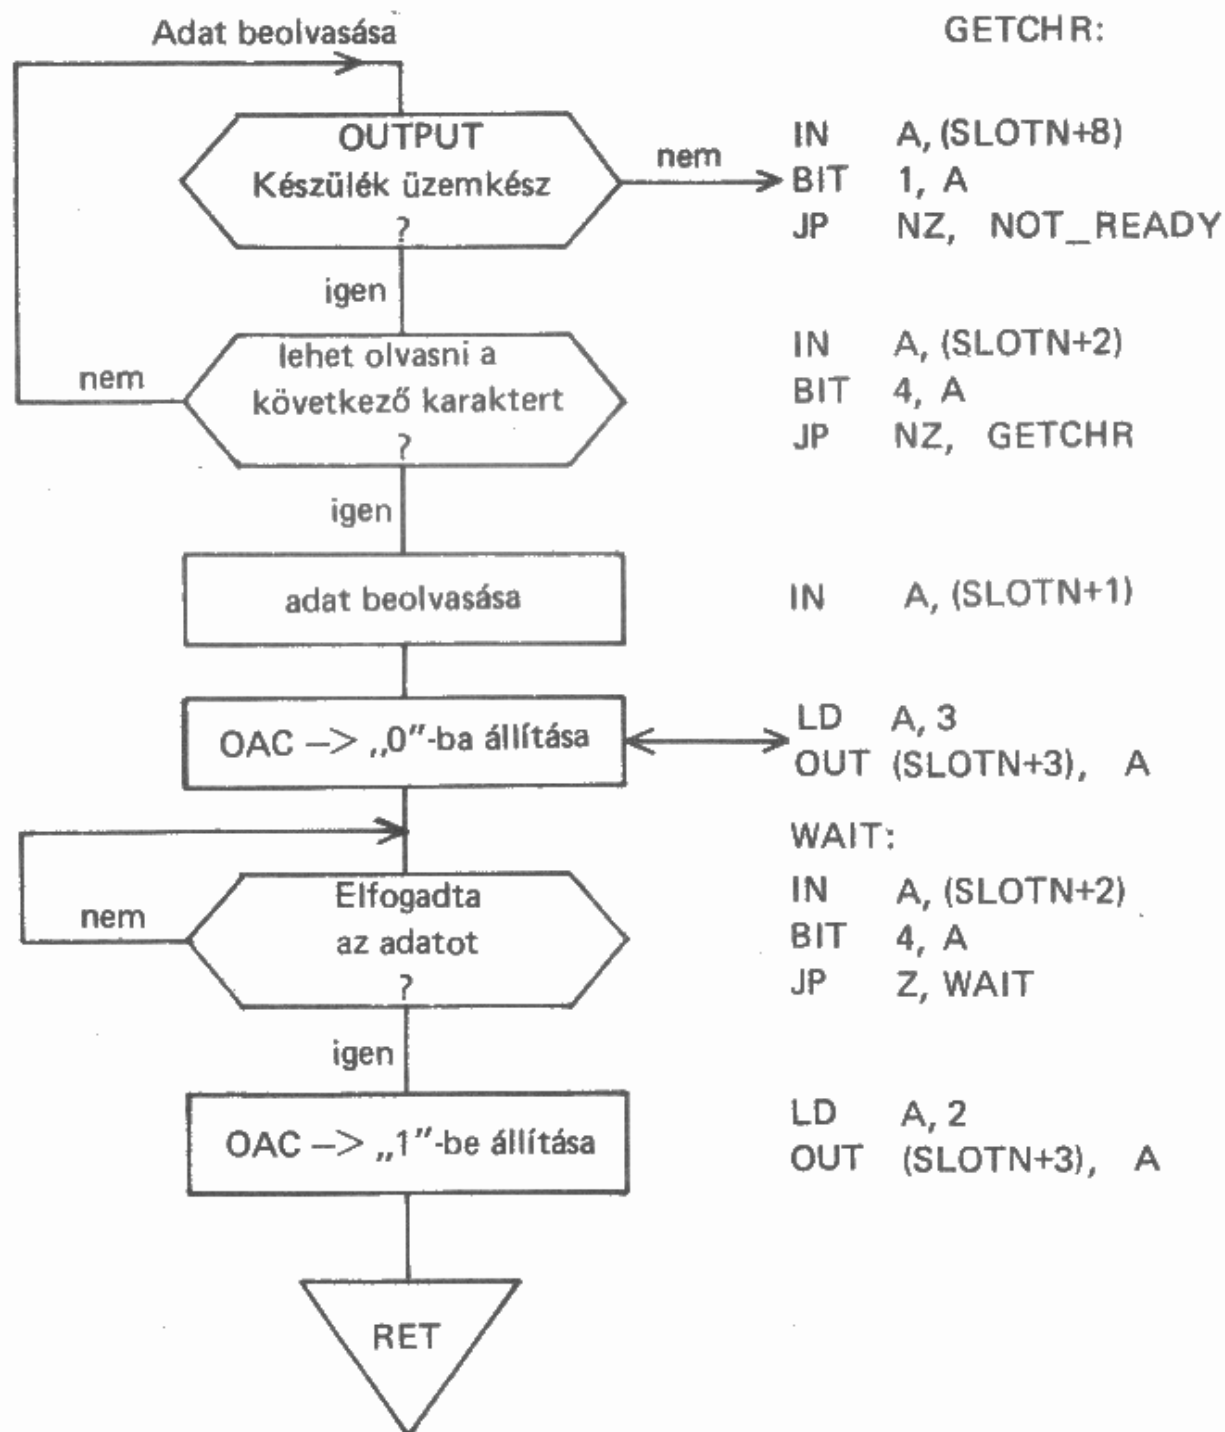 Adat beolvasása
GETCHR:
OUTPUT
Készülék üzemkész
?
nem
IN A, (SLOTN+8)
BIT 1, A
JP NZ, NOT_READY
igen
lehet olvasni a
következő karaktert
?
nem
IN A, (SLOTN+2)
BIT 4, A
JP NZ, GETCHR
igen
adat beolvasása
IN A, (SLOTN+1)
OAC —> „0”-ba állítása
LD A, 3
OUT (SLOTN+3), A
WAIT:
Elfogadta
az adatot
?
nem
IN A, (SLOTN+2)
BIT 4, A
JP Z, WAIT
igen
OAC —> „1”-be állítása
LD A, 2
OUT (SLOTN+3), A
RET